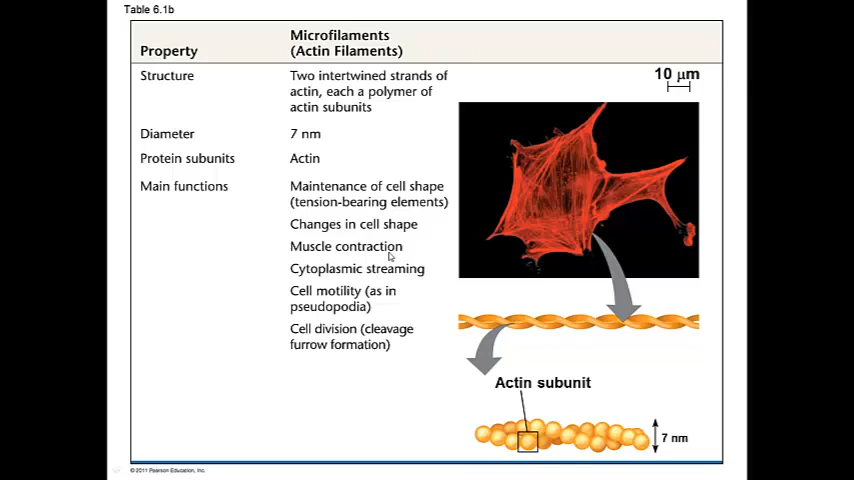 Table 6.1b
Microfilaments
Property
(Actin Filaments)
Structure
Two intertwined strands of
actin, each a polymer of
actin subunits
10 µm
Diameter
7 nm
Protein subunits
Actin
Main functions
Maintenance of cell shape
(tension-bearing elements)
Changes in cell shape
Muscle contraction
Cytoplasmic streaming
Cell motility (as in
pseudopodia)
Cell division (cleavage
furrow formation)
Actin subunit
7 nm
© 2011 Pearson Education, Inc.